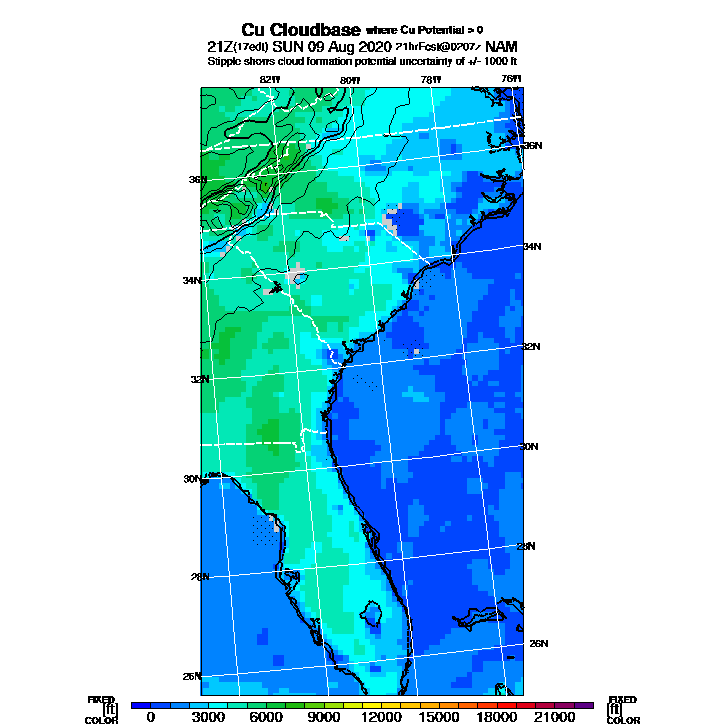 Cu Cloudbase where Cu Potential > 0
21Z(17edt) SUN 09 Aug 2020 21hrFcst@0207z NAM
Stipple shows cloud formation potential uncertainty of +/- 1000 ft
82W 80W 78W 76W
36N
36N
34N
34N
32N
32N
30N
30N
28N
28N
26N
26N
FIXED FIXED
[ft] 0 3000 6000 9000 12000 15000 18000 21000 [ft]
COLOR COLOR